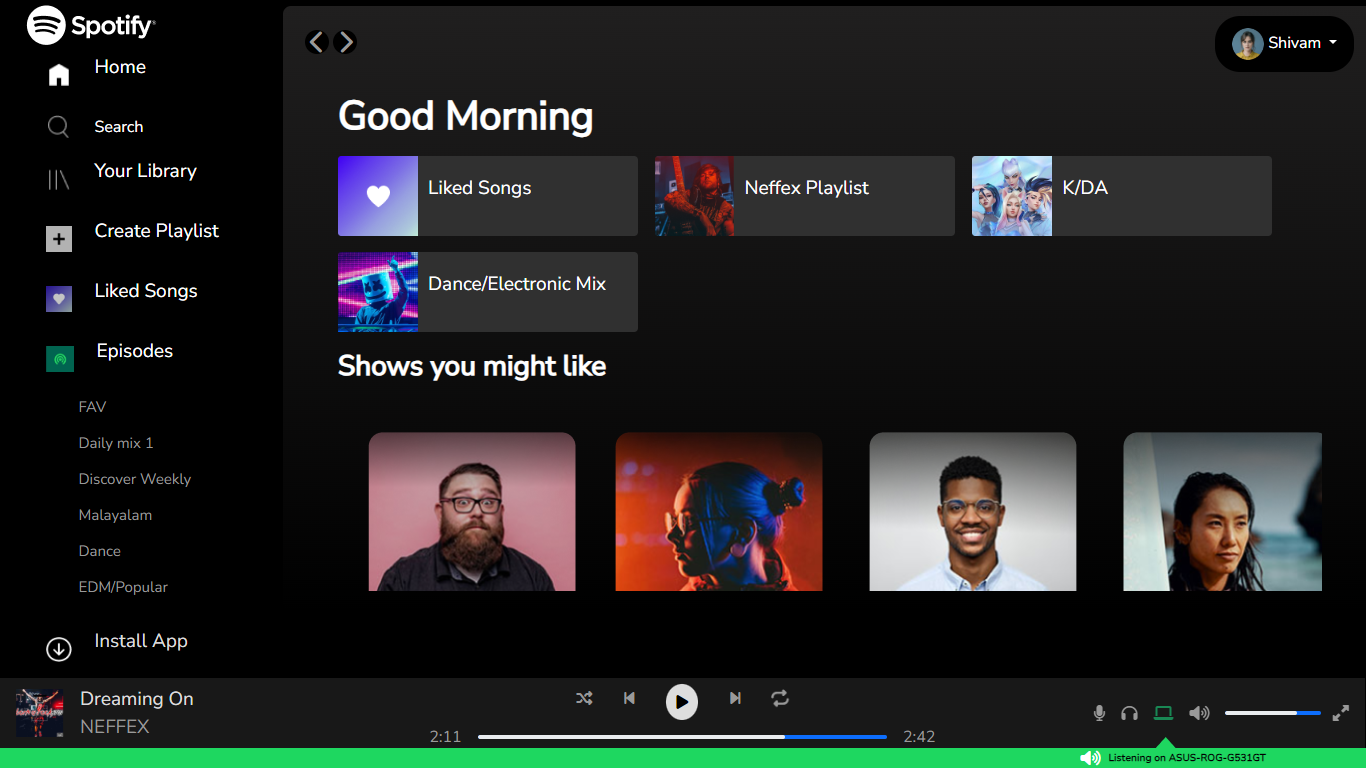 Spotify®
Home
Search
Your Library
Create Playlist
Liked Songs
Episodes
FAV
Daily mix 1
Discover Weekly
Malayalam
Dance
EDM/Popular
Install App
Shivam
Good Morning
Liked Songs
Neffex Playlist
K/DA
Dance/Electronic Mix
Shows you might like
Dreaming On
NEFFEX
2:11
2:42
Listening on ASUS-ROG-G531GT